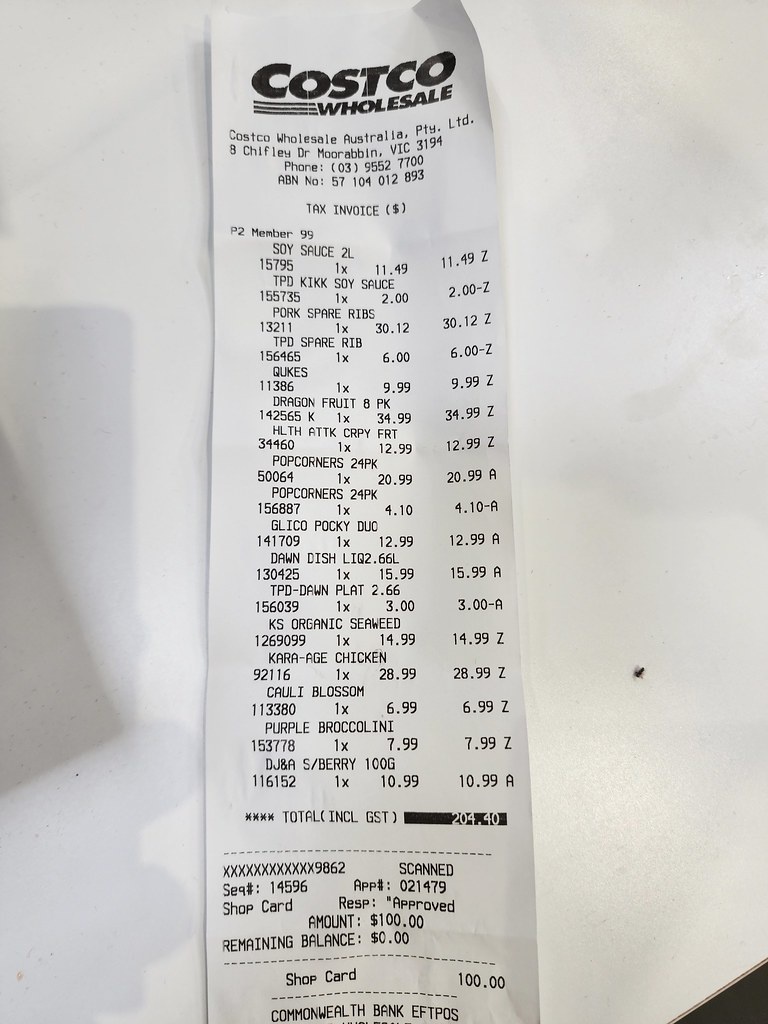 COSTCO
WHOLESALE
Costco Wholesale Australia, Pty. Ltd.
8 Chifley Dr Moorabbin, VIC 3194
Phone: (03) 9552 7700
ABN No: 57 104 012 893
TAX INVOICE ($)
P2 Member 99
SOY SAUCE 2L
15795 1x 11.49 11.49 Z
TPD KIKK SOY SAUCE
155735 1x 2.00 2.00-Z
PORK SPARE RIBS
13211 1x 30.12 30.12 Z
TPD SPARE RIB
156465 1x 6.00 6.00-Z
QUKES
11386 1x 9.99 9.99 Z
DRAGON FRUIT 8 PK
142565 K 1x 34.99 34.99 Z
HLTH ATTK CRPY FRT
34460 1x 12.99 12.99 Z
POPCORNERS 24PK
50064 1x 20.99 20.99 A
POPCORNERS 24PK
156887 1x 4.10 4.10-A
GLICO POCKY DUO
141709 1x 12.99 12.99 A
DAWN DISH LIQ2.66L
130425 1x 15.99 15.99 A
TPD-DAWN PLAT 2.66
156039 1x 3.00 3.00-A
KS ORGANIC SEAWEED
1269099 1x 14.99 14.99 Z
KARA-AGE CHICKEN
92116 1x 28.99 28.99 Z
CAULI BLOSSOM
113380 1x 6.99 6.99 Z
PURPLE BROCCOLINI
153778 1x 7.99 7.99 Z
DJ&A S/BERRY 100G
116152 1x 10.99 10.99 A
**** TOTAL(INCL GST) 204.40
XXXXXXXXXXXX9862 SCANNED
Seq#: 14596 App#: 021479
Shop Card Resp: "Approved
AMOUNT: $100.00
REMAINING BALANCE: $0.00
Shop Card 100.00
COMMONWEALTH BANK EFTPOS